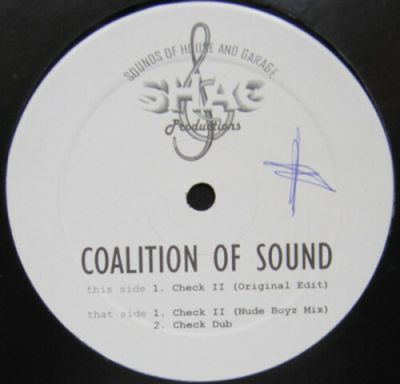 SOUNDS OF HOUSE AND GARAGE
SHAG
Productions
COALITION OF SOUND
this side 1. Check II (Original Edit)
that side 1. Check II (Nude Boyz Mix)
2. Check Dub